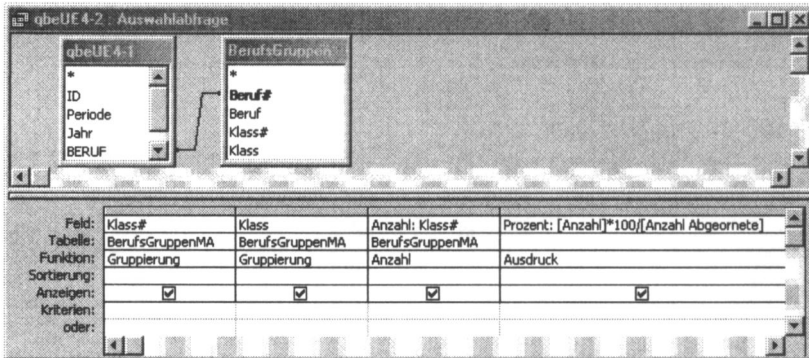 qbeUE4-2 : Auswahlabfrage
qbeUE4-1
*
ID
Periode
Jahr
BERUF
BerufsGruppen
*
Beruf#
Beruf
Klass#
Klass
Feld: Klass# Klass Anzahl: Klass# Prozent: [Anzahl]*100/[Anzahl Abgeornete]
Tabelle: BerufsGruppenMA BerufsGruppenMA BerufsGruppenMA
Funktion: Gruppierung Gruppierung Anzahl Ausdruck
Sortierung:
Anzeigen:
Kriterien:
oder: